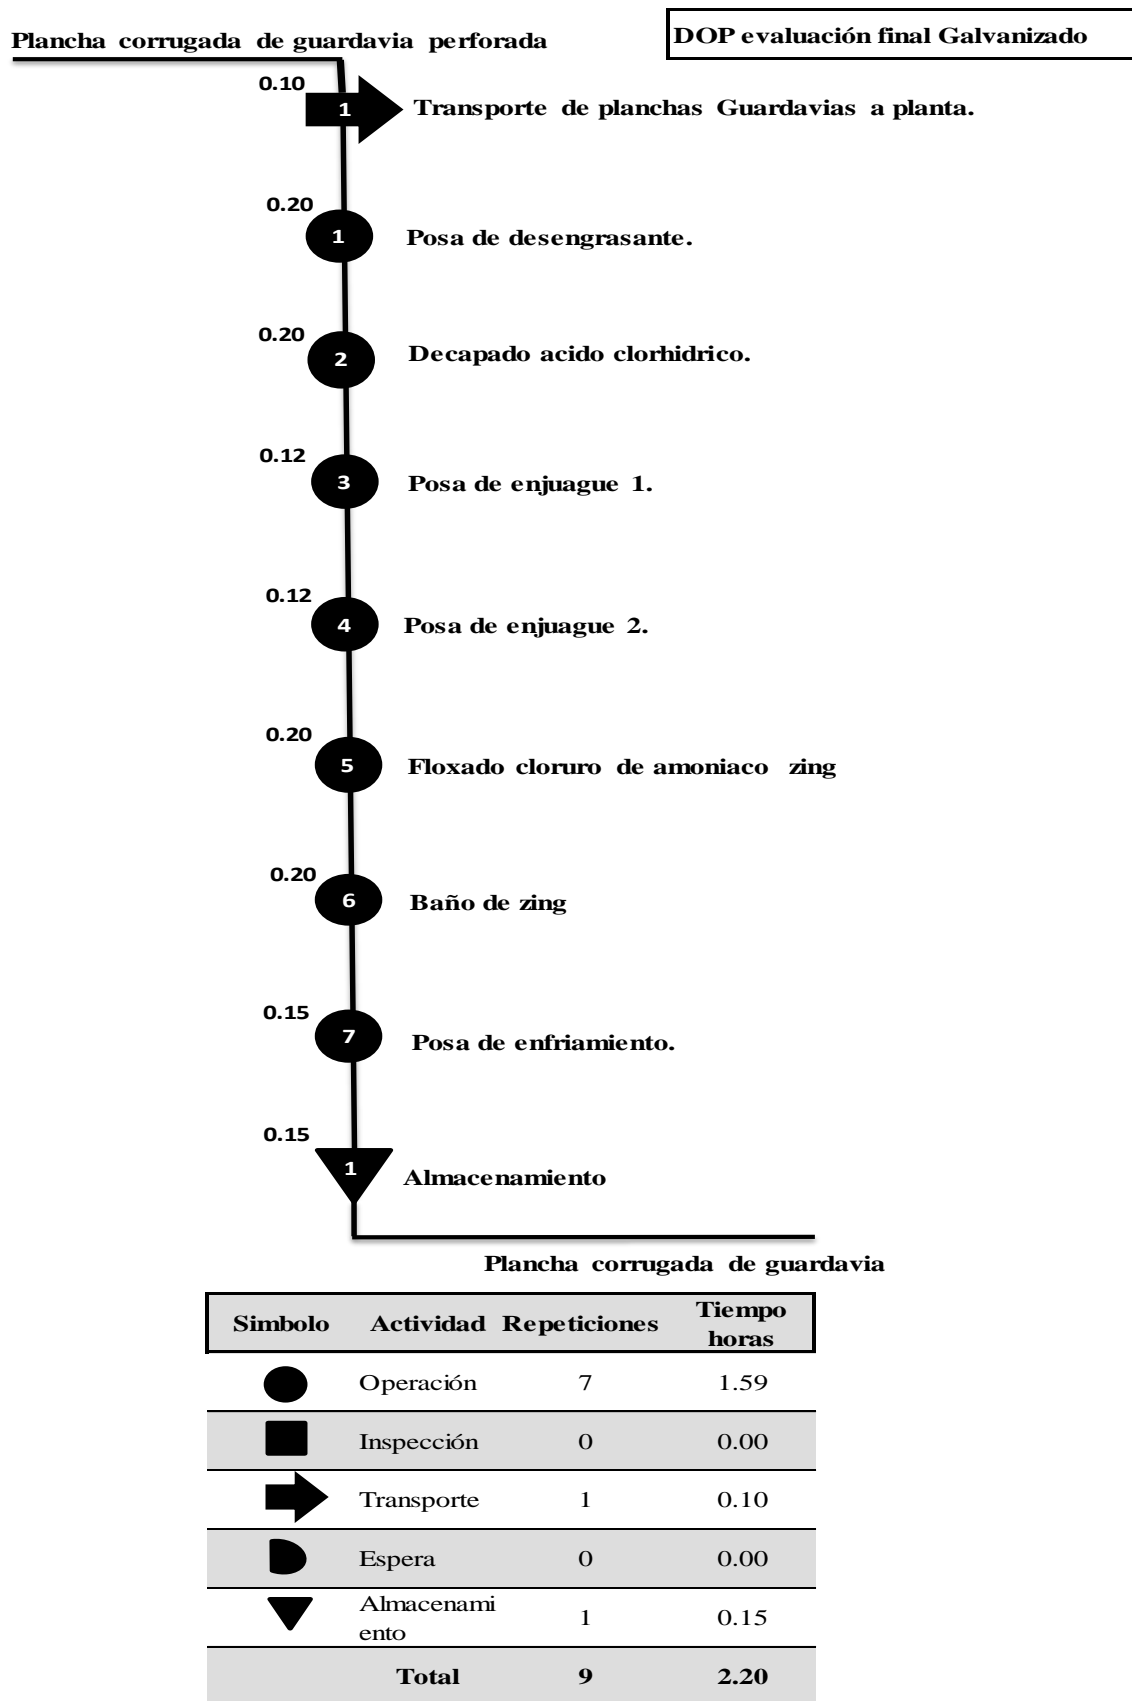 Plancha corrugada de guardavia perforada
DOP evaluación final Galvanizado
0.10
1
Transporte de planchas Guardavias a planta.
0.20
1
Posa de desengrasante.
0.20
2
Decapado acido clorhidrico.
0.12
3
Posa de enjuague 1.
0.12
4
Posa de enjuague 2.
0.20
5
Floxado cloruro de amoniaco zing
0.20
6
Baño de zing
0.15
7
Posa de enfriamiento.
0.15
1
Almacenamiento
Plancha corrugada de guardavia
Simbolo Actividad Repeticiones Tiempo
horas
Operación 7 1.59
Inspección 0 0.00
Transporte 1 0.10
Espera 0 0.00
Almacenami
ento 1 0.15
Total 9 2.20